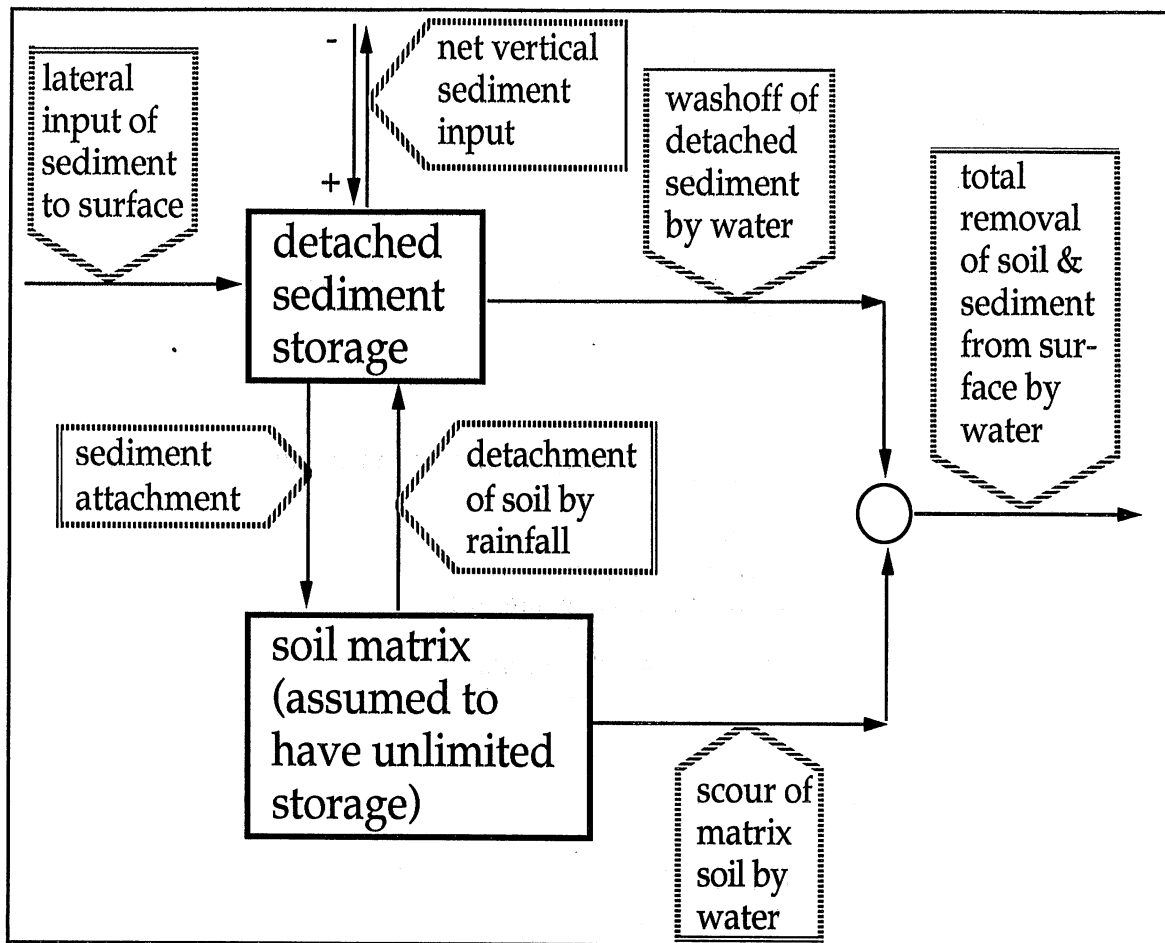 lateral
input of
sediment
to surface
-
+
net vertical
sediment
input
washoff of
detached
sediment
by water
total
removal
of soil &
sediment
from sur-
face by
water
detached
sediment
storage
sediment
attachment
detachment
of soil by
rainfall
soil matrix
(assumed to
have unlimited
storage)
scour of
matrix
soil by
water